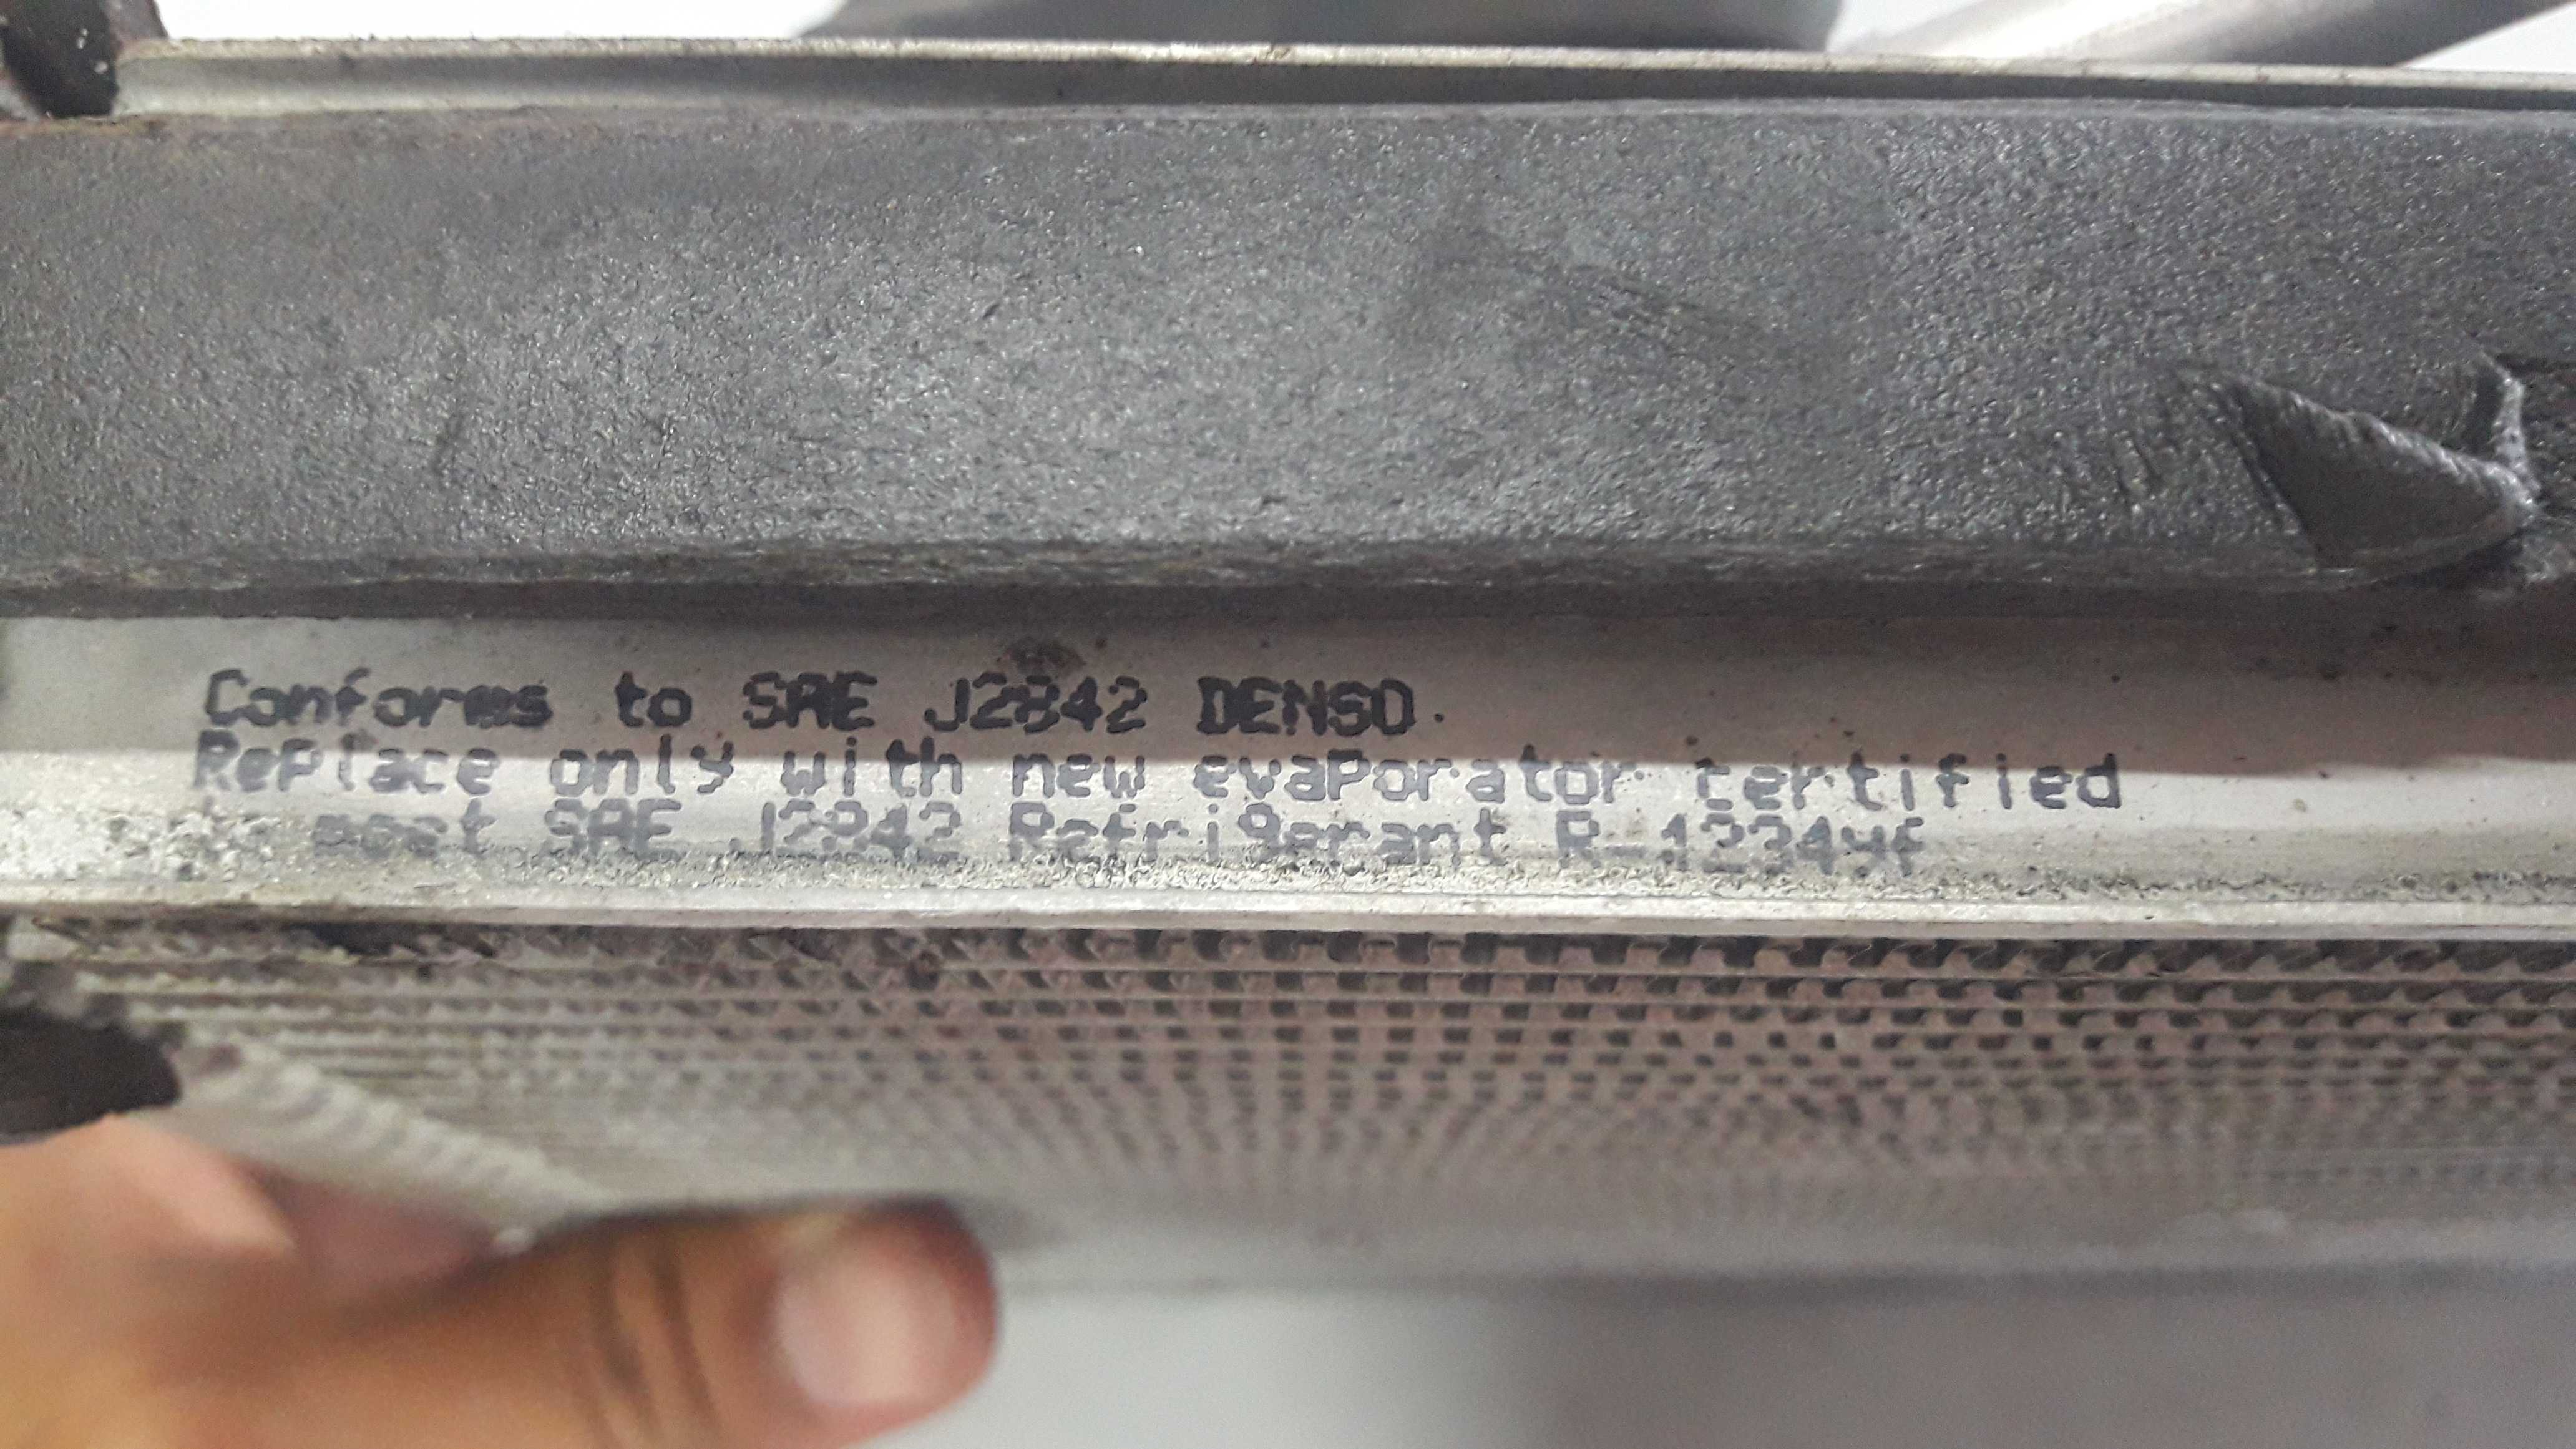 Conforms to SAE J2842 DENSO.
Replace only with new evaporator certified
meet SAE J2842 Refrigerant R-1234yf